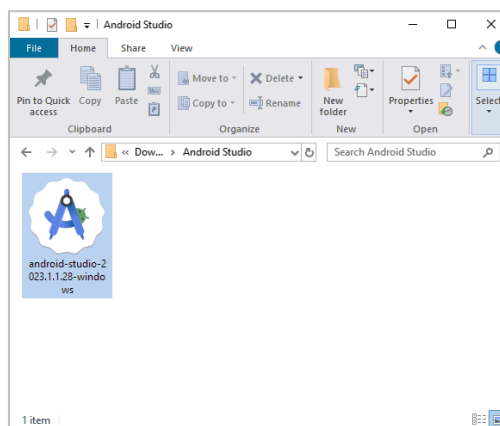 Android Studio
File Home Share View
Pin to Quick access
Copy
Paste
Move to
Copy to
Delete
Rename
New folder
Properties
Select
Clipboard Organize New Open
« Dow... > Android Studio
Search Android Studio
android-studio-2
023.1.1.28-windo
ws
1 item